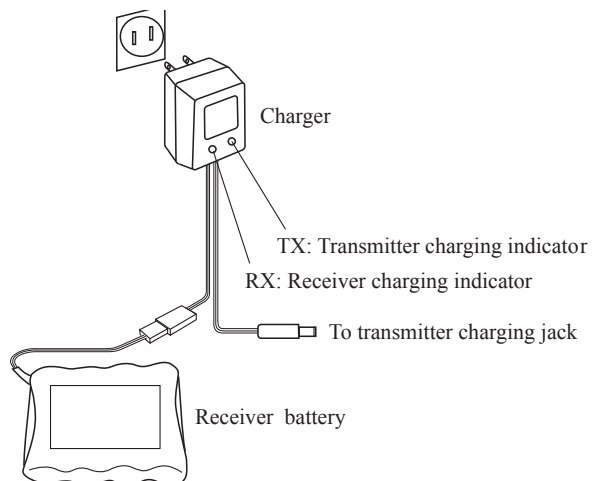 Charger
TX: Transmitter charging indicator
RX: Receiver charging indicator
To transmitter charging jack
Receiver battery